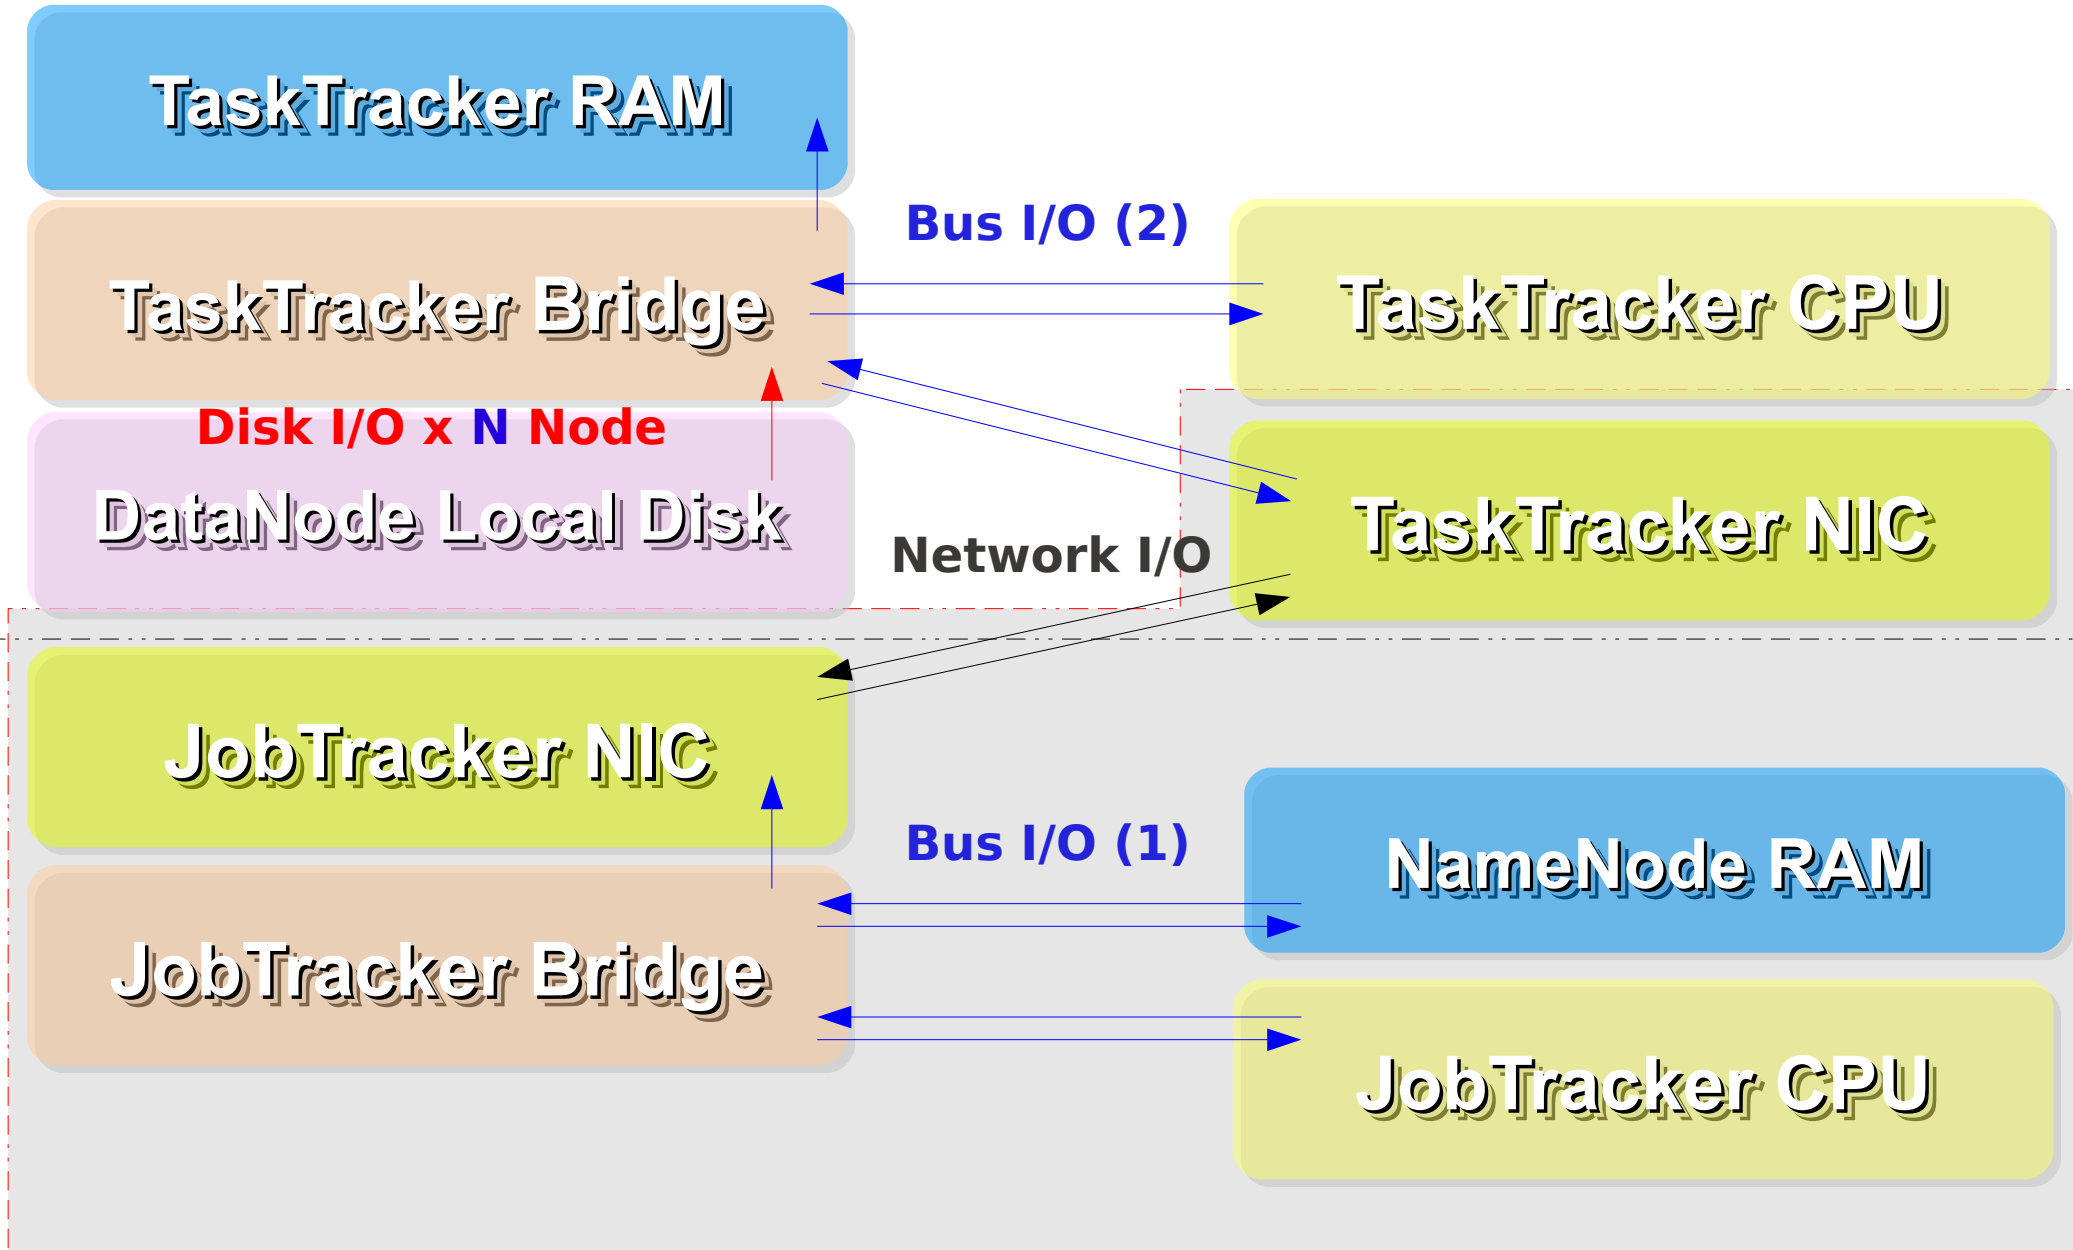 TaskTracker RAM
Bus I/O (2)
TaskTracker Bridge
TaskTracker CPU
Disk I/O x N Node
DataNode Local Disk
TaskTracker NIC
Network I/O
JobTracker NIC
Bus I/O (1)
NameNode RAM
JobTracker Bridge
JobTracker CPU